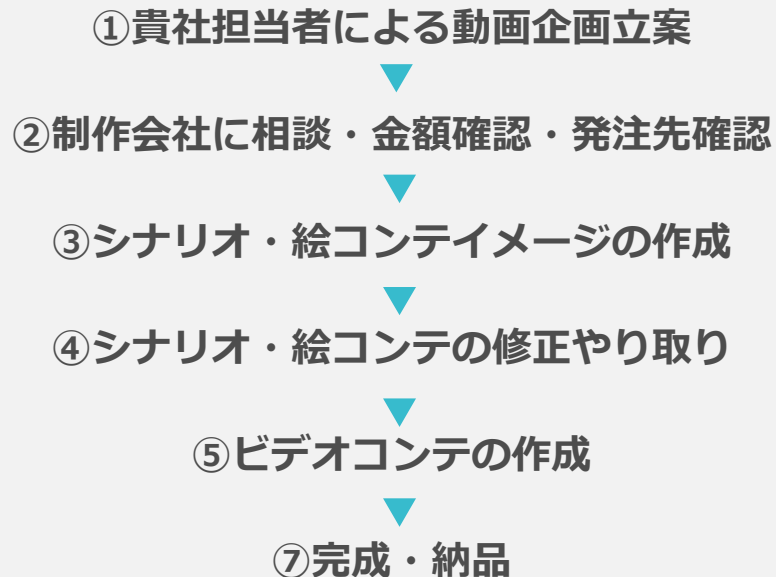 ①貴社担当者による動画企画立案
②制作会社に相談・金額確認・発注先確認
③シナリオ・絵コンテイメージの作成
④シナリオ・絵コンテの修正やり取り
⑤ビデオコンテの作成
⑦完成・納品